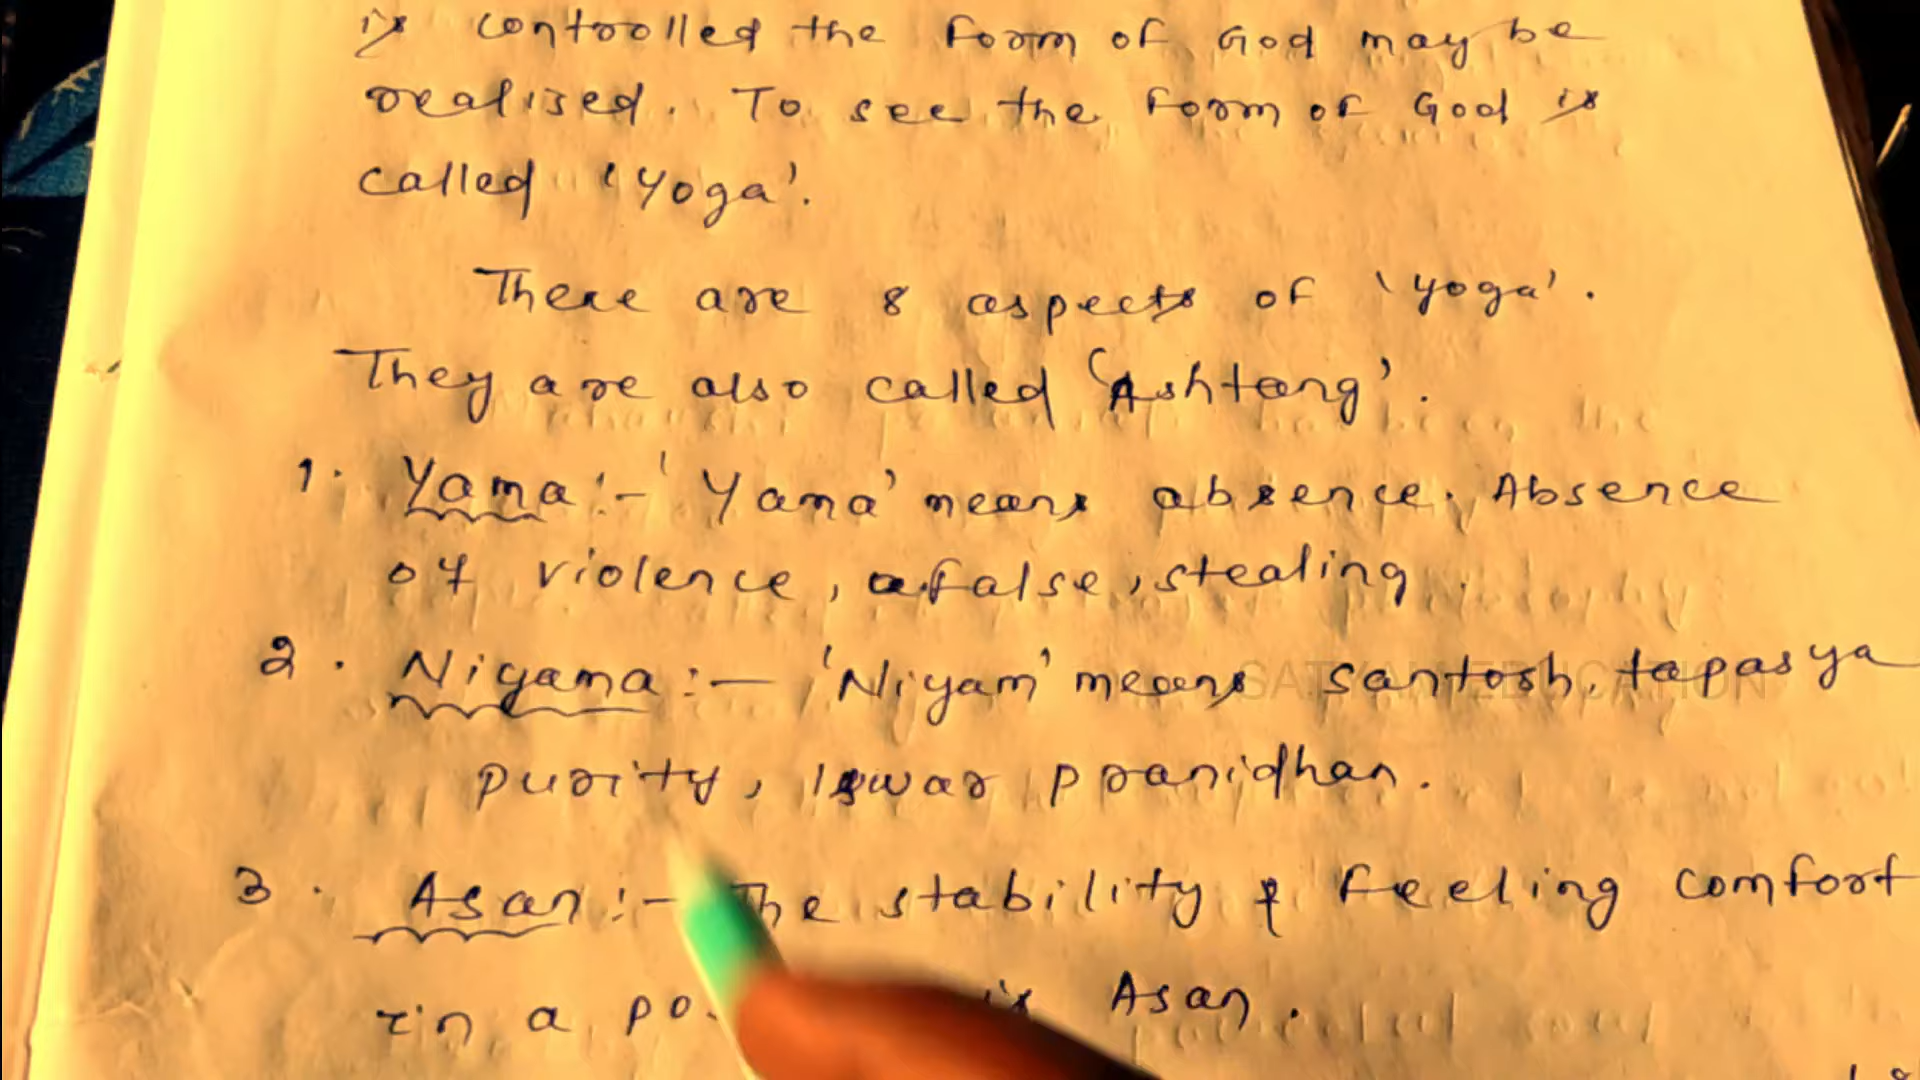 is controlled the form of God may be
realised. To see the form of God is
called 'Yoga'.
There are 8 aspects of 'yoga'.
They are also called 'Ashtang'.
1. Yama :- 'Yama' means absence. Absence
of violence, false, stealing
2. Niyama :- 'Niyam' means santosh, tapasya
purity, Iswar pranidhan.
3. Asan :- The stability & feeling comfort
in a is Asan.
SATYAM EDUCATION